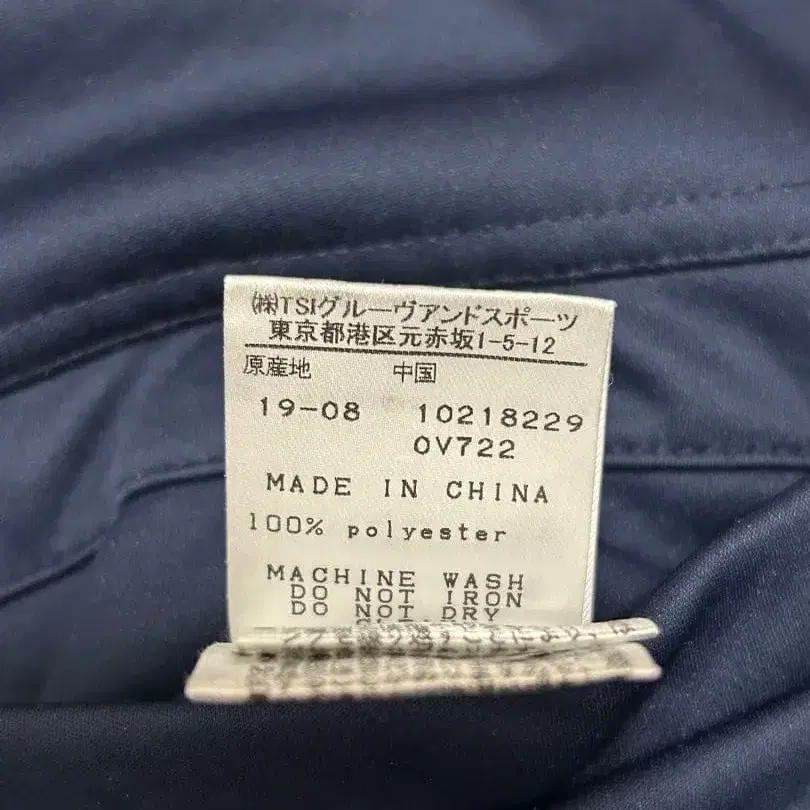 ㈱TSIグルーヴアンドスポーツ
東京都港区元赤坂1-5-12
原産地 中国
19-08 10218229
0V722
MADE IN CHINA
100% polyester
MACHINE WASH
DO NOT IRON
DO NOT DRY